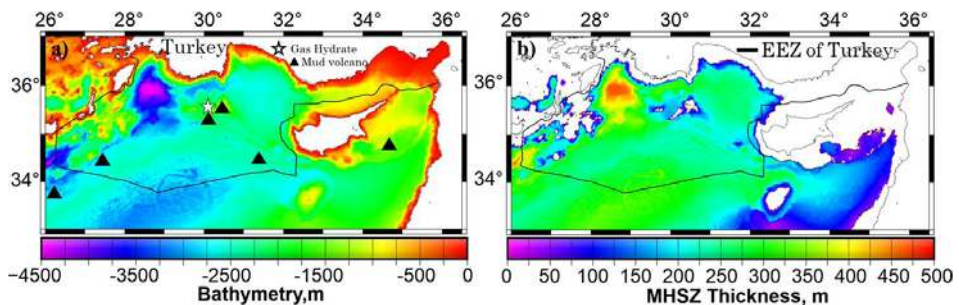 26° 28° 30° 32° 34° 36° 26° 28° 30° 32° 34° 36°
a) Turkey Gas Hydrate b) EEZ of Turkey
Mud volcano
36° 36°
34° 34°
-4500 -3500 -2500 -1500 -500 0 0 50 100 150 200 250 300 350 400 450 500
Bathymetry,m MHSZ Thickness, m